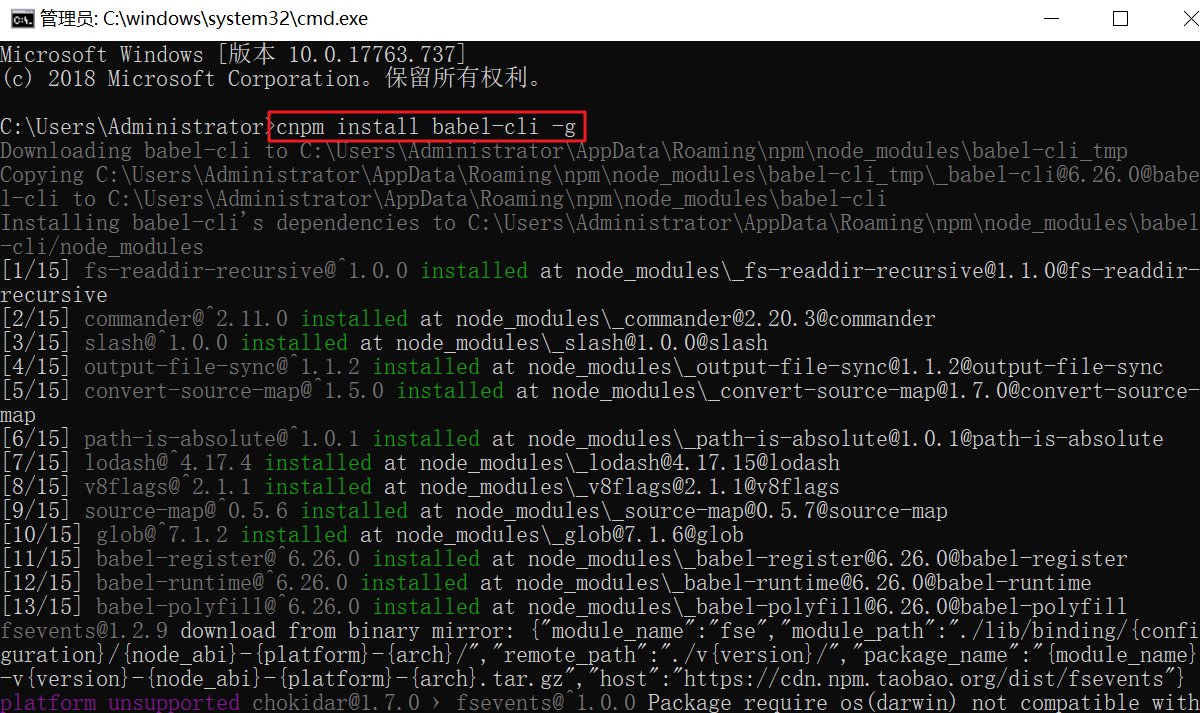 管理员: C:\windows\system32\cmd.exe
Microsoft Windows [版本 10.0.17763.737]
(c) 2018 Microsoft Corporation。保留所有权利。
C:\Users\Administrator>cnpm install babel-cli -g
Downloading babel-cli to C:\Users\Administrator\AppData\Roaming\npm\node_modules\babel-cli_tmp
Copying C:\Users\Administrator\AppData\Roaming\npm\node_modules\babel-cli_tmp\_babel-cli@6.26.0@babe
l-cli to C:\Users\Administrator\AppData\Roaming\npm\node_modules\babel-cli
Installing babel-cli's dependencies to C:\Users\Administrator\AppData\Roaming\npm\node_modules\babel
-cli/node_modules
[1/15] fs-readdir-recursive@^1.0.0 installed at node_modules\_fs-readdir-recursive@1.1.0@fs-readdir-
recursive
[2/15] commander@^2.11.0 installed at node_modules\_commander@2.20.3@commander
[3/15] slash@^1.0.0 installed at node_modules\_slash@1.0.0@slash
[4/15] output-file-sync@^1.1.2 installed at node_modules\_output-file-sync@1.1.2@output-file-sync
[5/15] convert-source-map@^1.5.0 installed at node_modules\_convert-source-map@1.7.0@convert-source-
map
[6/15] path-is-absolute@^1.0.1 installed at node_modules\_path-is-absolute@1.0.1@path-is-absolute
[7/15] lodash@^4.17.4 installed at node_modules\_lodash@4.17.15@lodash
[8/15] v8flags@^2.1.1 installed at node_modules\_v8flags@2.1.1@v8flags
[9/15] source-map@^0.5.6 installed at node_modules\_source-map@0.5.7@source-map
[10/15] glob@^7.1.2 installed at node_modules\_glob@7.1.6@glob
[11/15] babel-register@^6.26.0 installed at node_modules\_babel-register@6.26.0@babel-register
[12/15] babel-runtime@^6.26.0 installed at node_modules\_babel-runtime@6.26.0@babel-runtime
[13/15] babel-polyfill@^6.26.0 installed at node_modules\_babel-polyfill@6.26.0@babel-polyfill
fsevents@1.2.9 download from binary mirror: {"module_name":"fse","module_path":"./lib/binding/{confi
guration}/{node_abi}-{platform}-{arch}/","remote_path":"./v{version}/","package_name":"{module_name}
-v{version}-{node_abi}-{platform}-{arch}.tar.gz","host":"https://cdn.npm.taobao.org/dist/fsevents"}
platform unsupported chokidar@1.7.0 › fsevents@^1.0.0 Package require os(darwin) not compatible with